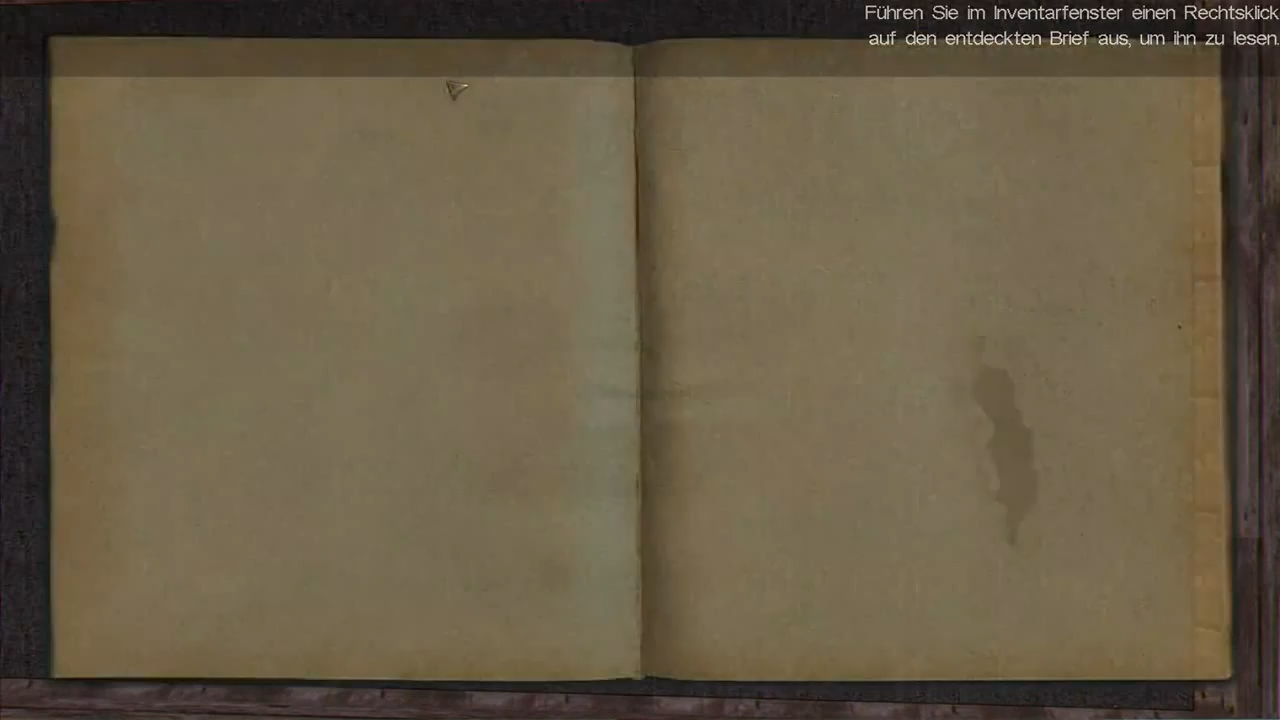 Führen Sie im Inventarfenster einen Rechtsklick
auf den entdeckten Brief aus, um ihn zu lesen.